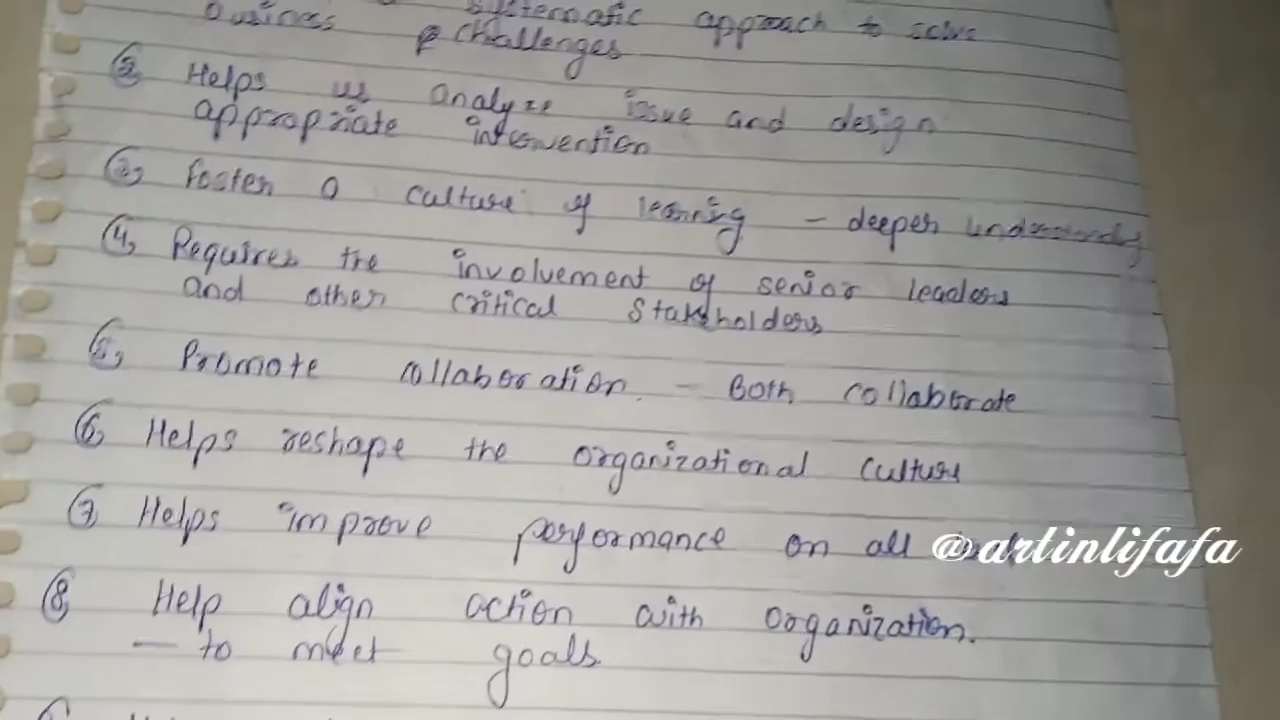 systematic approach to solve
business challenges
② Helps us analyze issue and design
appropriate intervention
③, Foster a culture of learning - deeper understanding
④, Requires the involvement of senior leaders
and other critical Stakeholders
⑤, Promote collaboration - Both collaborate
⑥, Helps reshape the organizational culture
⑦, Helps improve performance on all
@artinlifafa
⑧, Help align action with organization.
— to meet goals